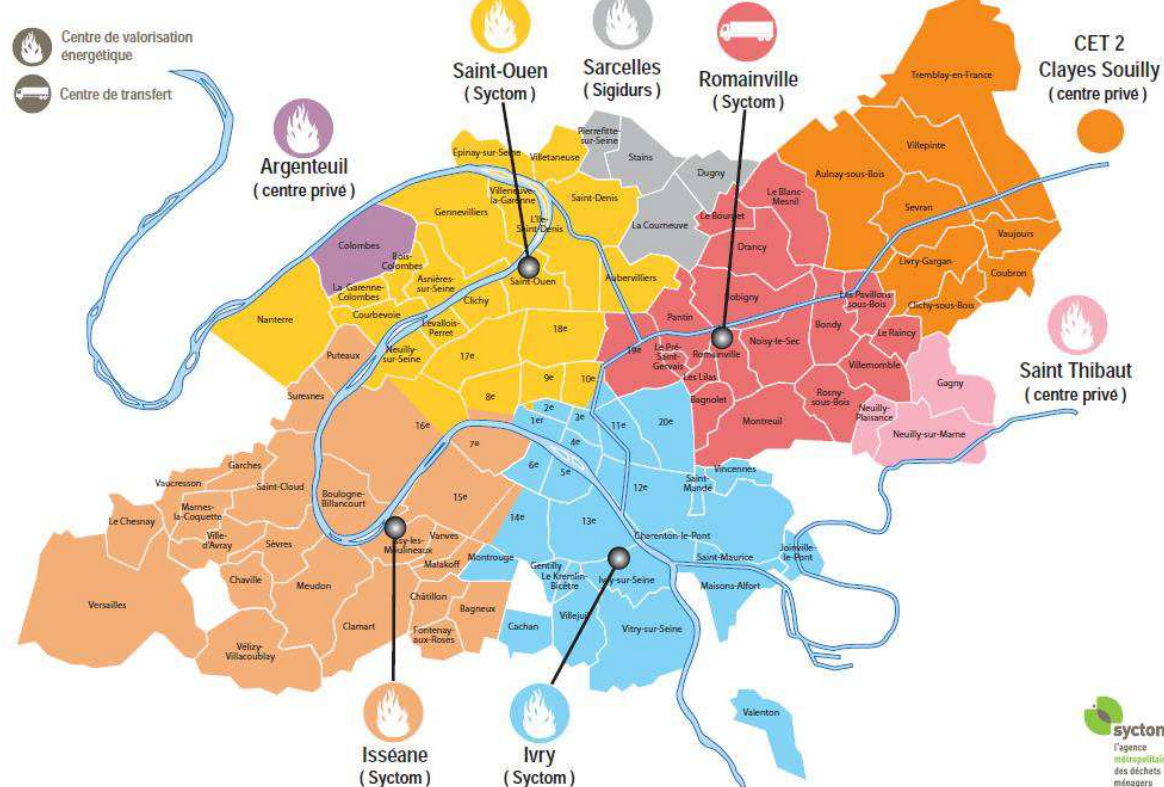 Centre de valorisation
énergétique
Centre de transfert
Saint-Ouen
( Syctom )
Sarcelles
( Sigidurs )
Romainville
( Syctom )
CET 2
Clayes Souilly
( centre privé )
Argenteuil
( centre privé )
Saint Thibaut
( centre privé )
Tremblay-en-France
Villepinte
Aulnay-sous-Bois
Sevran
Vaujours
Livry-Gargan
Coubron
Clichy-sous-Bois
Pierrefitte-
sur-Seine
Stains
Dugny
La Courneuve
Épinay-sur-Seine
Villetaneuse
Villeneuve-
la-Garenne
Saint-Denis
Gennevilliers
L'Ile-
Saint-Denis
Colombes
Bois-
Colombes
La Garenne-
Colombes
Asnières-
sur-Seine
Saint-Ouen
Aubervilliers
Courbevoie
Clichy
Levallois-
Perret
Nanterre
Neuilly-
sur-Seine
17e
18e
8e
9e
10e
Le Blanc-
Mesnil
Le Bourget
Drancy
Bobigny
Les Pavillons-
sous-Bois
Pantin
Bondy
Le Raincy
19e
Le Pré-
Saint-
Gervais
Romainville
Noisy-le-Sec
Villemomble
Les Lilas
Bagnolet
Rosny-
sous-Bois
Montreuil
Gagny
Neuilly-
Plaisance
Neuilly-sur-Marne
Puteaux
Suresnes
16e
7e
15e
Garches
Vaucresson
Saint-Cloud
Marnes-
la-Coquette
Boulogne-
Billancourt
Le Chesnay
Ville-
d'Avray
Sèvres
Issy-les-
Moulineaux
Vanves
Malakoff
Chaville
Meudon
Châtillon
Versailles
Clamart
Bagneux
Fontenay-
aux-Roses
Vélizy-
Villacoublay
1er
2e
3e
4e
5e
6e
11e
20e
12e
13e
14e
Vincennes
Saint-
Mandé
Montrouge
Charenton-le-Pont
Saint-Maurice
Joinville-
le-Pont
Gentilly
Le Kremlin-
Bicêtre
Ivry-sur-Seine
Maisons-Alfort
Cachan
Villejuif
Vitry-sur-Seine
Valenton
Isséane
( Syctom )
Ivry
( Syctom )
l'agence
métropolitaine
des déchets
ménagers